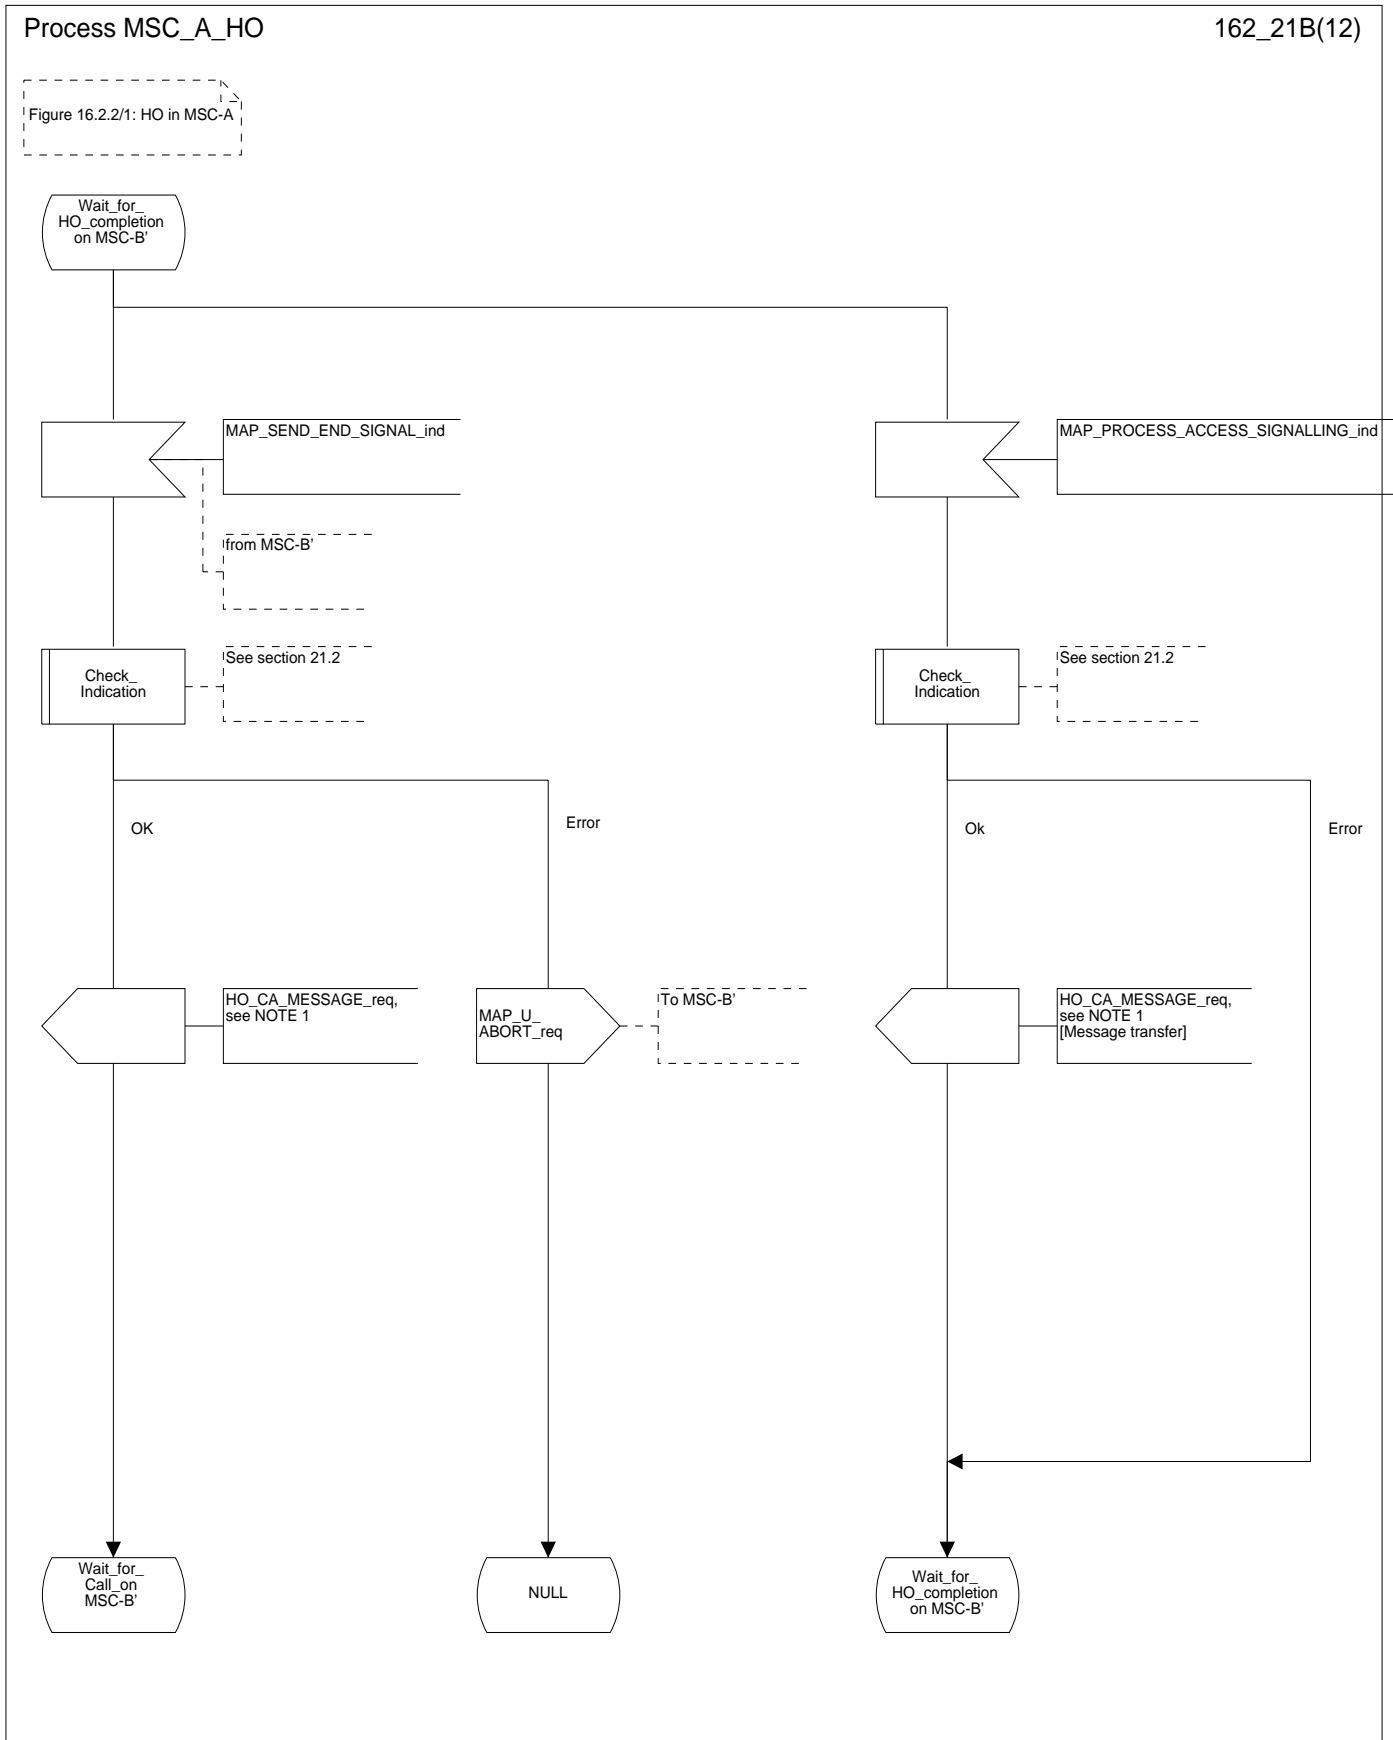 Process MSC_A_HO
162_21B(12)
Figure 16.2.2/1: HO in MSC-A
Wait_for_
HO_completion
on MSC-B'
MAP_SEND_END_SIGNAL_ind
MAP_PROCESS_ACCESS_SIGNALLING_ind
from MSC-B'
Check_
Indication
See section 21.2
Check_
Indication
See section 21.2
OK
Error
Ok
Error
HO_CA_MESSAGE_req,
see NOTE 1
MAP_U_
ABORT_req
To MSC-B'
HO_CA_MESSAGE_req,
see NOTE 1
[Message transfer]
Wait_for_
Call_on
MSC-B'
NULL
Wait_for_
HO_completion
on MSC-B'